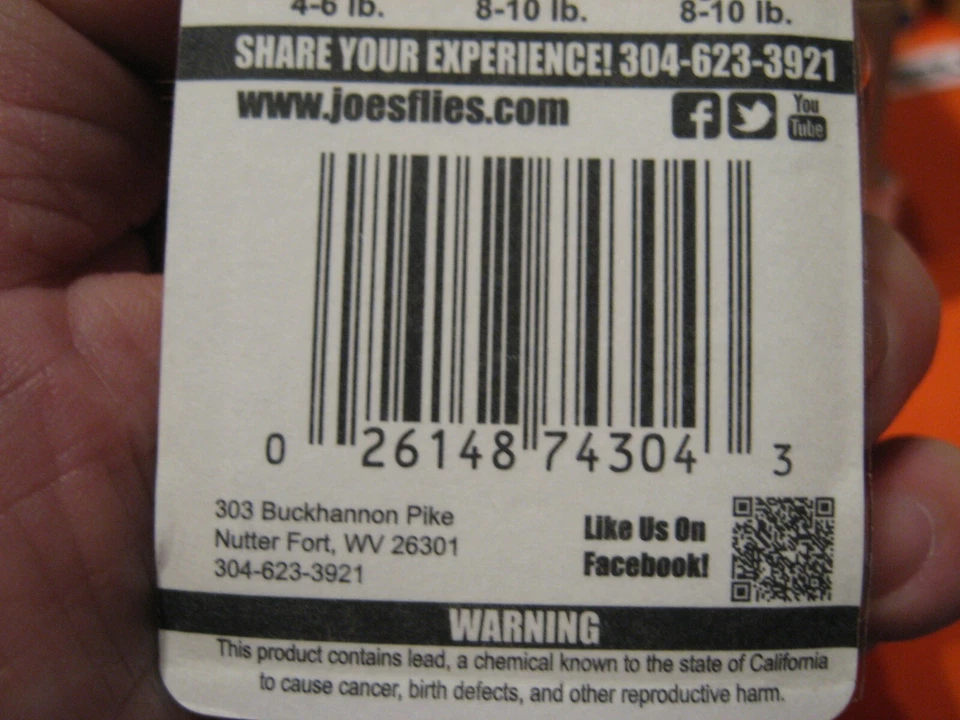 4-6 lb. 8-10 lb. 8-10 lb.
SHARE YOUR EXPERIENCE! 304-623-3921
www.joesflies.com
f You
Tube
0 26148 74304 3
303 Buckhannon Pike
Nutter Fort, WV 26301
304-623-3921
Like Us On
Facebook!
WARNING
This product contains lead, a chemical known to the state of California
to cause cancer, birth defects, and other reproductive harm.